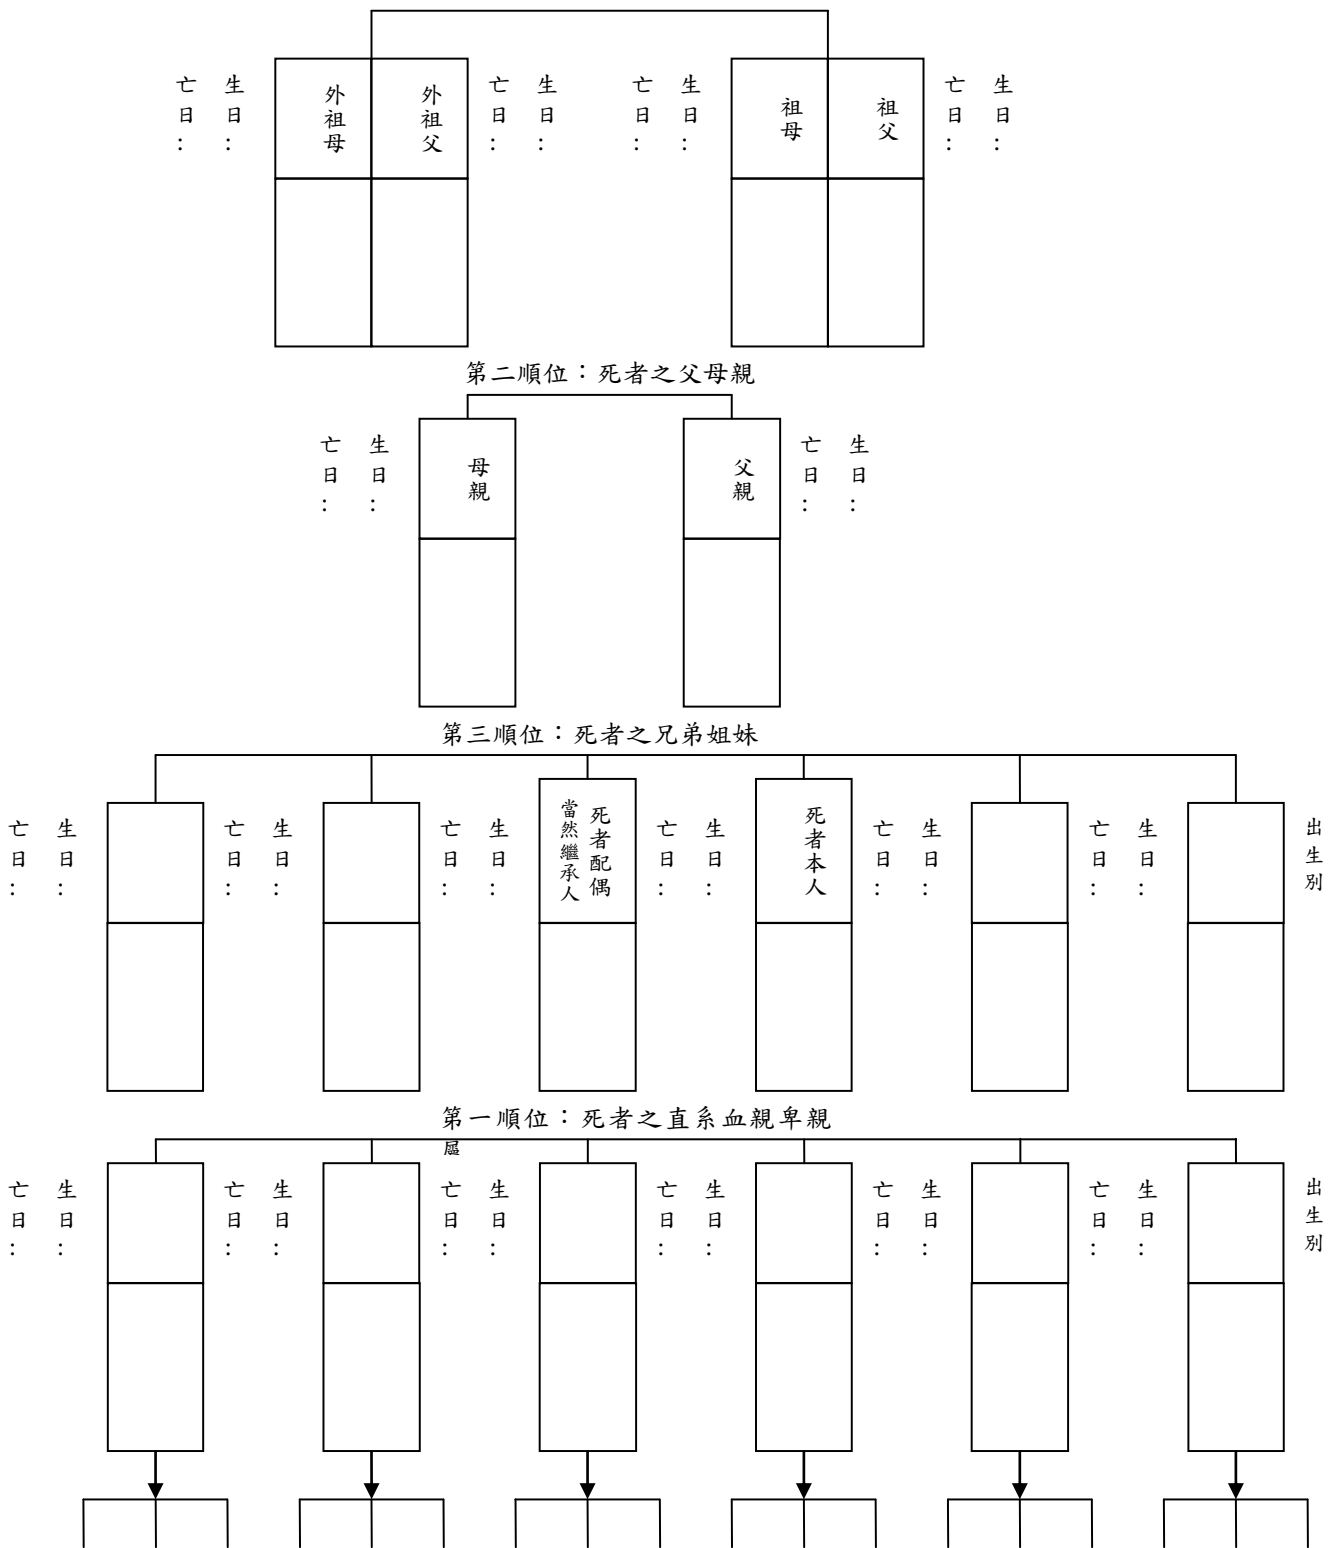 生日：
亡日：
祖父
祖母
生日：
亡日：
生日：
亡日：
外祖父
外祖母
生日：
亡日：
第二順位：死者之父母親
生日：
亡日：
父親
母親
生日：
亡日：
第三順位：死者之兄弟姐妹
出生別
生日：
亡日：
生日：
亡日：
死者本人
生日：
亡日：
死者配偶
當然繼承人
生日：
亡日：
生日：
亡日：
生日：
亡日：
第一順位：死者之直系血親卑親
屬
出生別
生日：
亡日：
生日：
亡日：
生日：
亡日：
生日：
亡日：
生日：
亡日：
生日：
亡日：